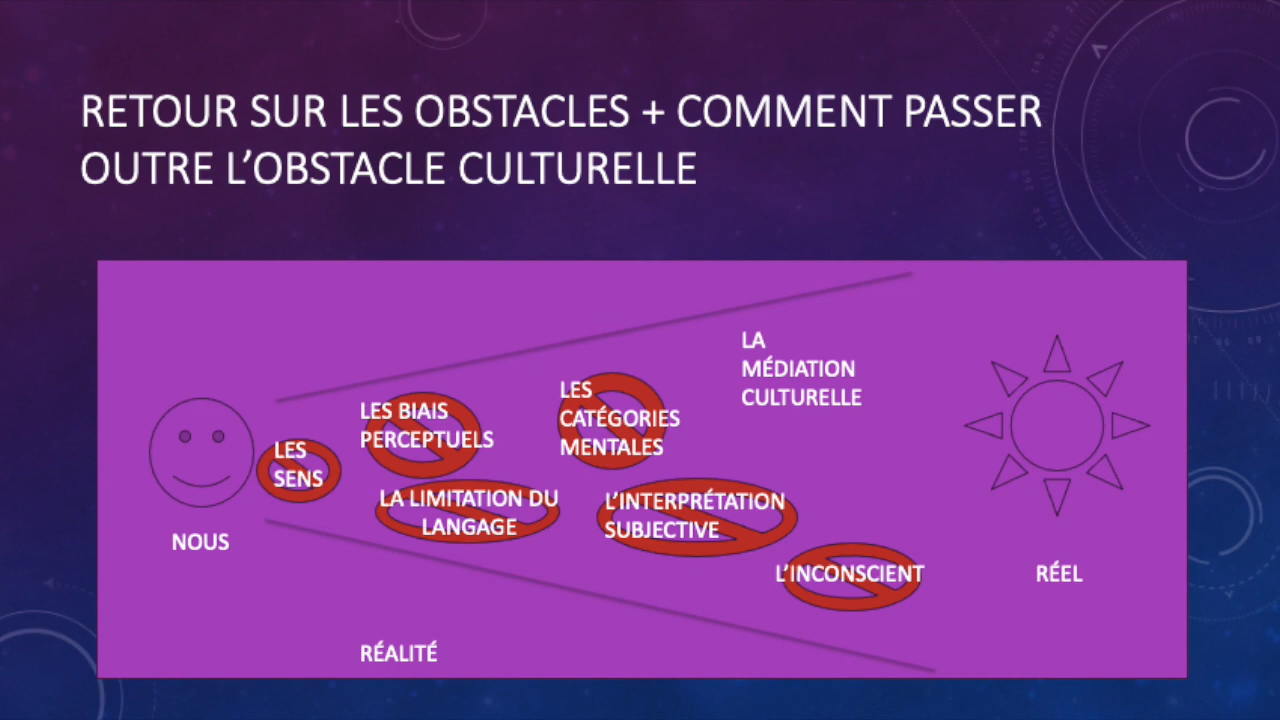 RETOUR SUR LES OBSTACLES + COMMENT PASSER
OUTRE L'OBSTACLE CULTURELLE
LA
MÉDIATION
CULTURELLE
LES
CATÉGORIES
MENTALES
LES BIAIS
PERCEPTUELS
LES
SENS
LA LIMITATION DU
LANGAGE
L'INTERPRÉTATION
SUBJECTIVE
NOUS
L'INCONSCIENT
RÉEL
RÉALITÉ